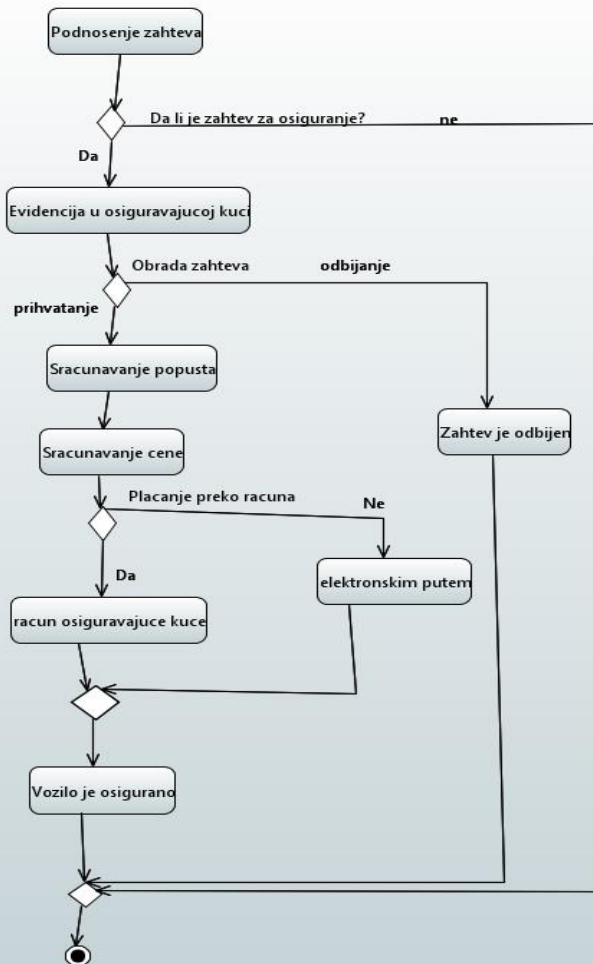 Podnosenje zahteva
Da li je zahtev za osiguranje?
ne
Da
Evidencija u osiguravajucoj kuci
Obrada zahteva
odbijanje
prihvatanje
Sracunavanje popusta
Zahtev je odbijen
Sracunavanje cene
Placanje preko racuna
Ne
elektronskim putem
Da
racun osiguravajuce kuce
Vozilo je osigurano